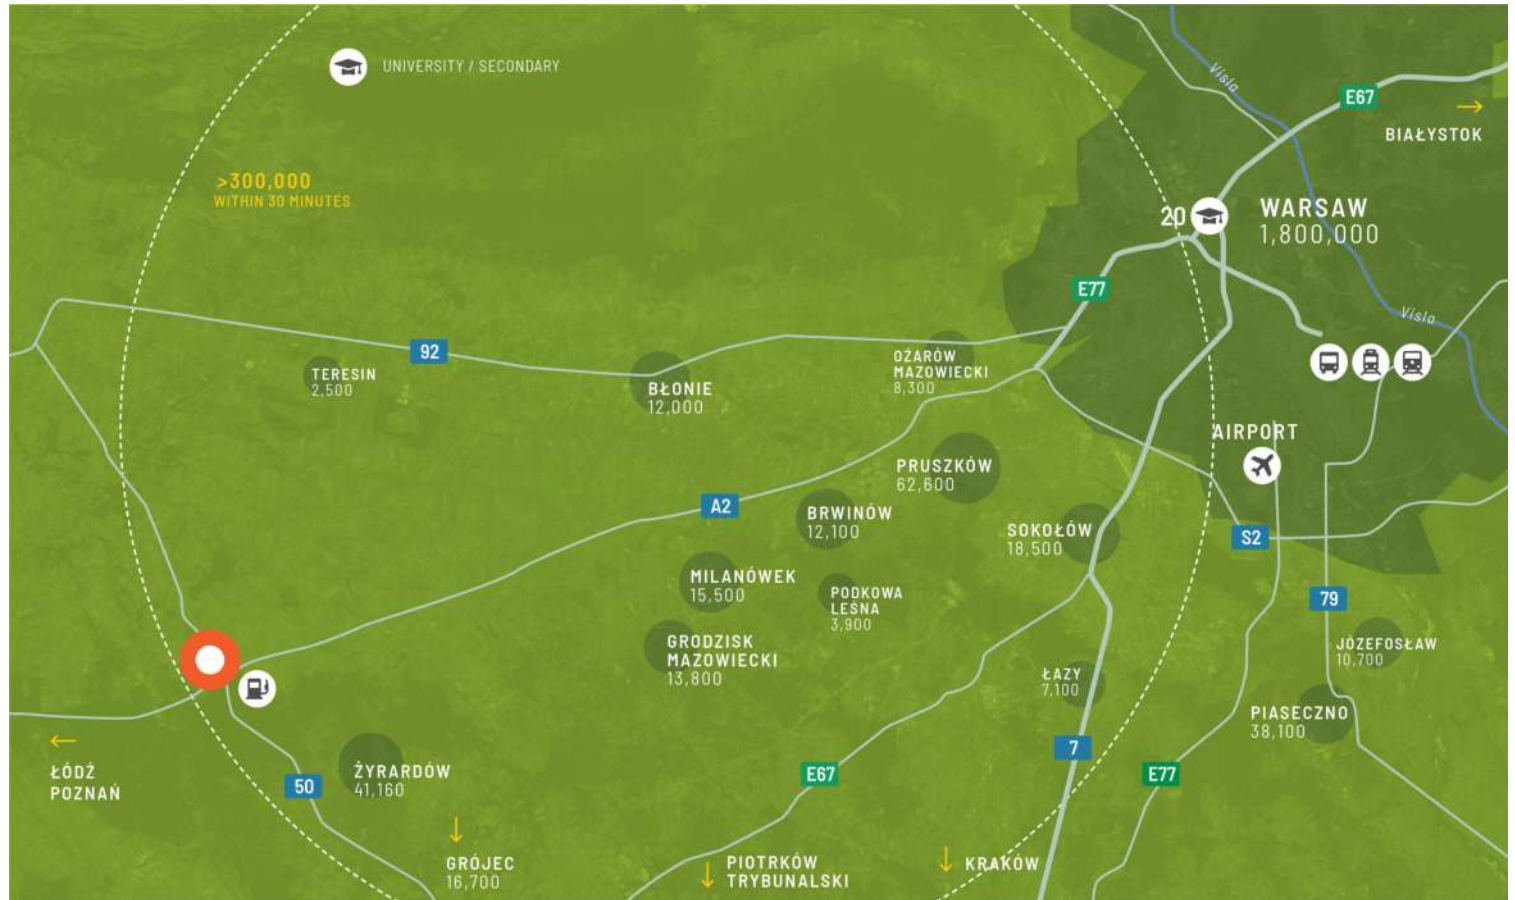 UNIVERSITY / SECONDARY
>300,000
WITHIN 30 MINUTES
Visla
E67
BIAŁYSTOK
20
WARSAW
1,800,000
E77
Visla
92
TERESIN
2,500
BŁONIE
12,000
OŻARÓW
MAZOWIECKI
8,300
AIRPORT
PRUSZKÓW
62,600
A2
BRWINÓW
12,100
SOKOŁÓW
18,500
S2
MILANÓWEK
15,500
PODKOWA
LEŚNA
3,900
79
GRODZISK
MAZOWIECKI
13,800
JÓZEFOSŁAW
10,700
ŁAZY
7,100
PIASECZNO
38,100
ŁÓDŹ
POZNAŃ
50
ŻYRARDÓW
41,160
E67
7
E77
GRÓJEC
16,700
PIOTRKÓW
TRYBUNALSKI
KRAKÓW